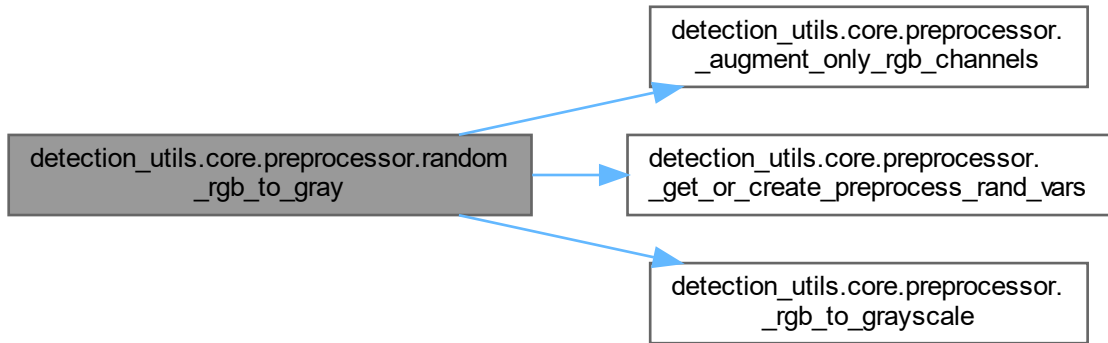 detection_utils.core.preprocessor.random
_rgb_to_gray
detection_utils.core.preprocessor.
_augment_only_rgb_channels
detection_utils.core.preprocessor.
_get_or_create_preprocess_rand_vars
detection_utils.core.preprocessor.
_rgb_to_grayscale